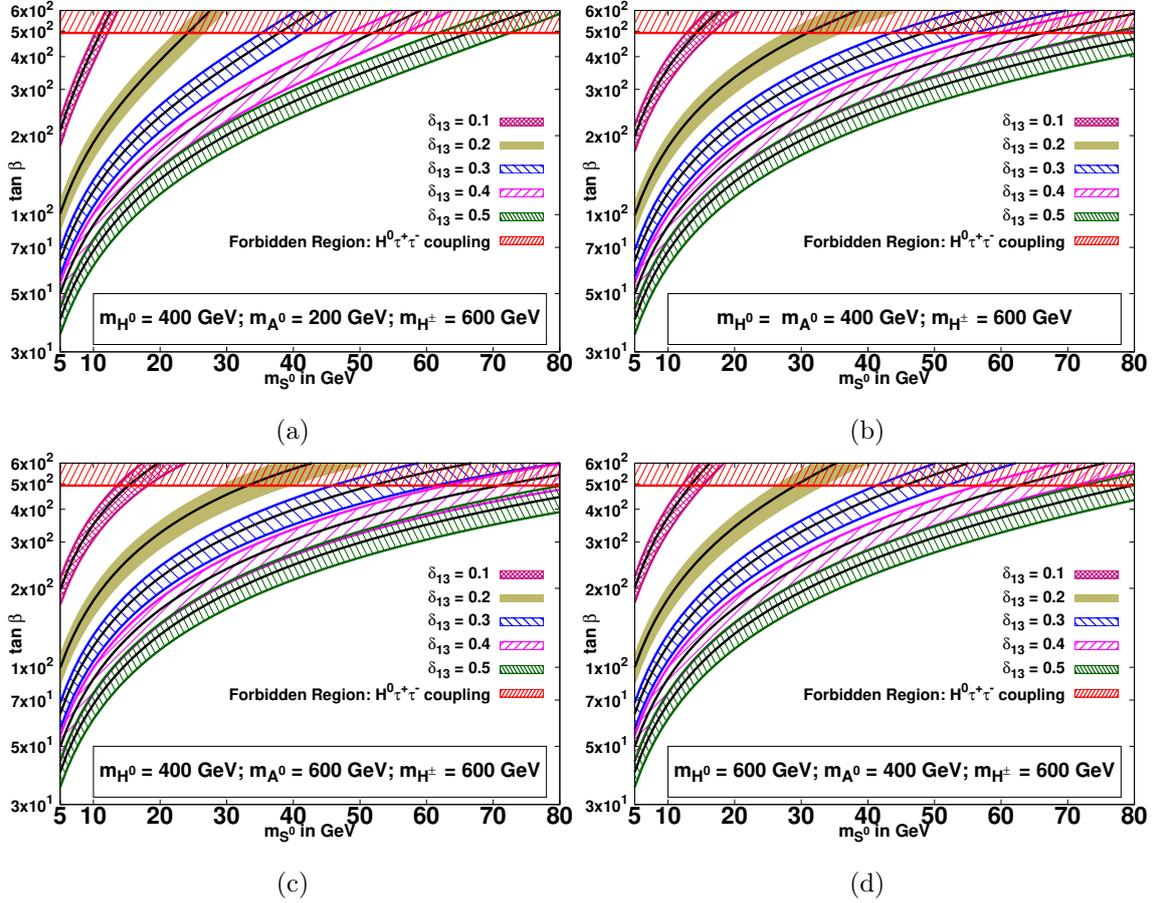 6x10²
5x10²
4x10²
3x10²
2x10²
1x10²
7x10¹
5x10¹
3x10¹
tan β
δ₁₃ = 0.1
δ₁₃ = 0.2
δ₁₃ = 0.3
δ₁₃ = 0.4
δ₁₃ = 0.5
Forbidden Region: H⁰τ⁺τ⁻ coupling
m_H⁰ = 400 GeV; m_A⁰ = 200 GeV; m_H± = 600 GeV
5 10 20 30 40 50 60 70 80
m_S⁰ in GeV
(a)
6x10²
5x10²
4x10²
3x10²
2x10²
1x10²
7x10¹
5x10¹
3x10¹
tan β
δ₁₃ = 0.1
δ₁₃ = 0.2
δ₁₃ = 0.3
δ₁₃ = 0.4
δ₁₃ = 0.5
Forbidden Region: H⁰τ⁺τ⁻ coupling
m_H⁰ = m_A⁰ = 400 GeV; m_H± = 600 GeV
5 10 20 30 40 50 60 70 80
m_S⁰ in GeV
(b)
6x10²
5x10²
4x10²
3x10²
2x10²
1x10²
7x10¹
5x10¹
3x10¹
tan β
δ₁₃ = 0.1
δ₁₃ = 0.2
δ₁₃ = 0.3
δ₁₃ = 0.4
δ₁₃ = 0.5
Forbidden Region: H⁰τ⁺τ⁻ coupling
m_H⁰ = 400 GeV; m_A⁰ = 600 GeV; m_H± = 600 GeV
5 10 20 30 40 50 60 70 80
m_S⁰ in GeV
(c)
6x10²
5x10²
4x10²
3x10²
2x10²
1x10²
7x10¹
5x10¹
3x10¹
tan β
δ₁₃ = 0.1
δ₁₃ = 0.2
δ₁₃ = 0.3
δ₁₃ = 0.4
δ₁₃ = 0.5
Forbidden Region: H⁰τ⁺τ⁻ coupling
m_H⁰ = 600 GeV; m_A⁰ = 400 GeV; m_H± = 600 GeV
5 10 20 30 40 50 60 70 80
m_S⁰ in GeV
(d)